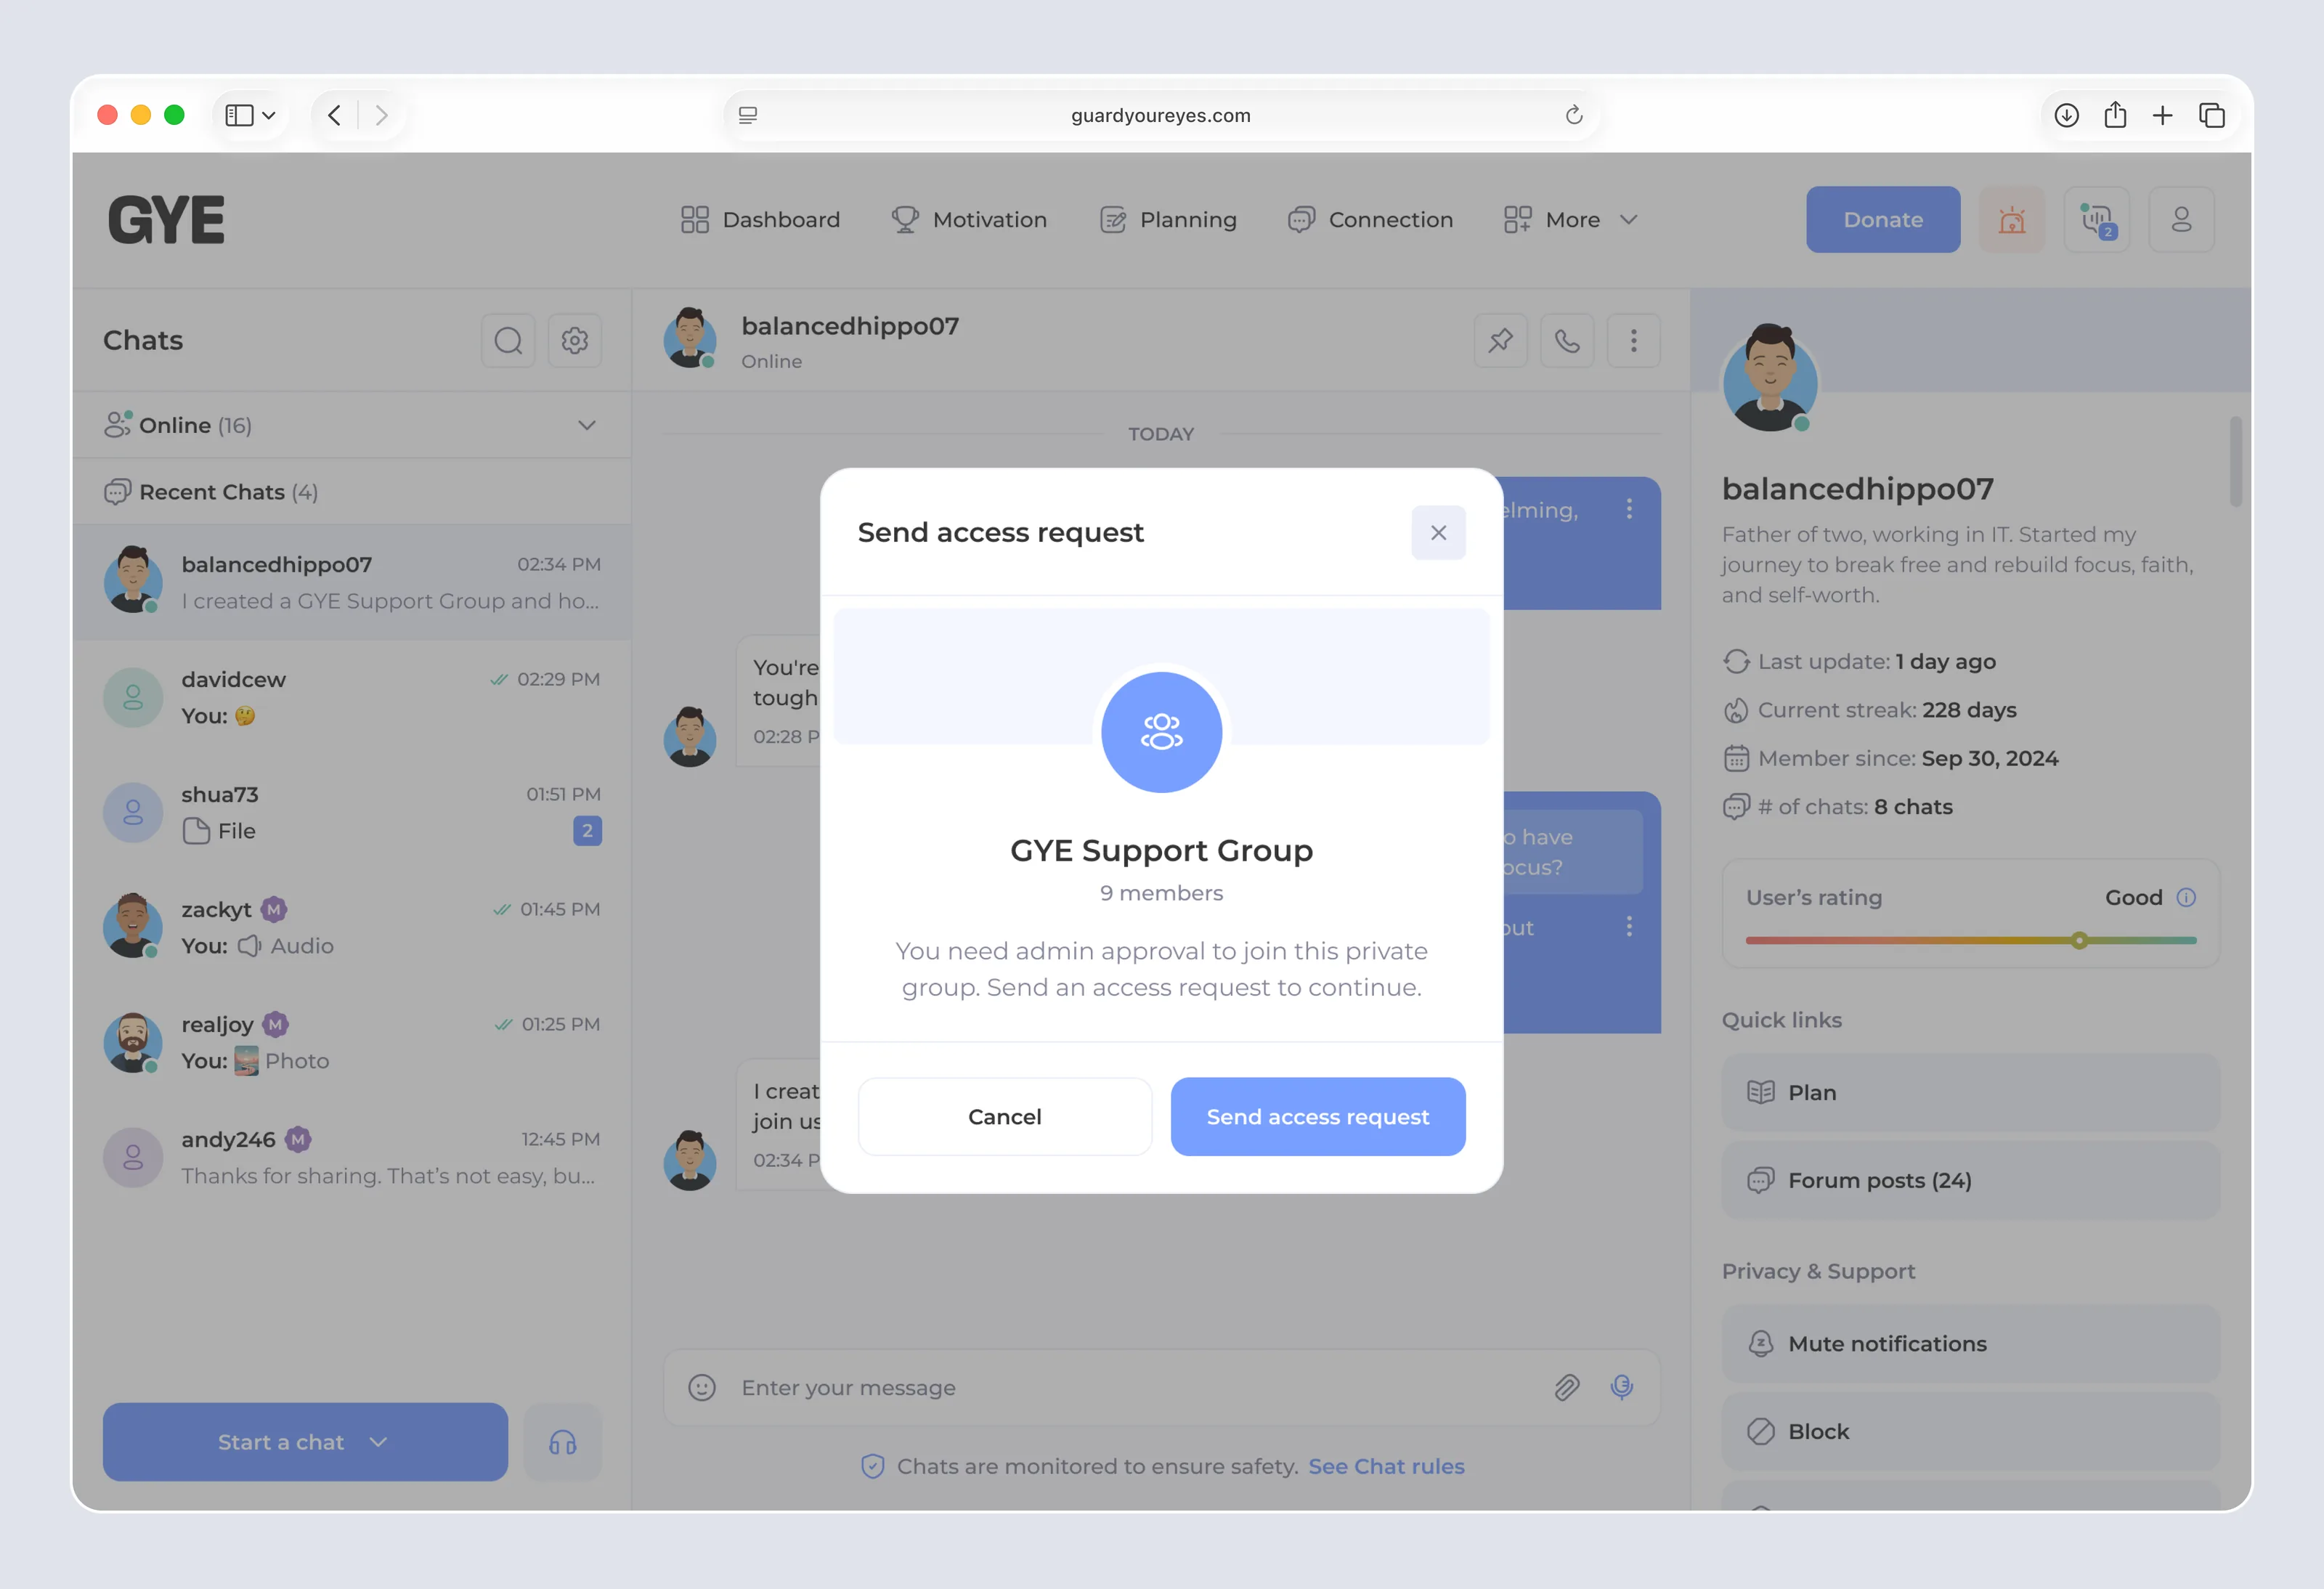 guardyoureyes.com
GYE
Dashboard
Motivation
Planning
Connection
More
Donate
2
Chats
Online (16)
Recent Chats (4)
balancedhippo07
02:34 PM
I created a GYE Support Group and ho...
davidcew
02:29 PM
You: 🤔
shua73
01:51 PM
File
2
zackyt M
01:45 PM
You: Audio
realjoy M
01:25 PM
You: Photo
andy246 M
12:45 PM
Thanks for sharing. That's not easy, bu...
Start a chat
balancedhippo07
Online
TODAY
elming,
You're
tough
02:28 P
o have
ocus?
out
I creat
join us
02:34 P
Enter your message
Chats are monitored to ensure safety. See Chat rules
Send access request
GYE Support Group
9 members
You need admin approval to join this private
group. Send an access request to continue.
Cancel
Send access request
balancedhippo07
Father of two, working in IT. Started my
journey to break free and rebuild focus, faith,
and self-worth.
Last update: 1 day ago
Current streak: 228 days
Member since: Sep 30, 2024
# of chats: 8 chats
User's rating
Good
Quick links
Plan
Forum posts (24)
Privacy & Support
Mute notifications
Block